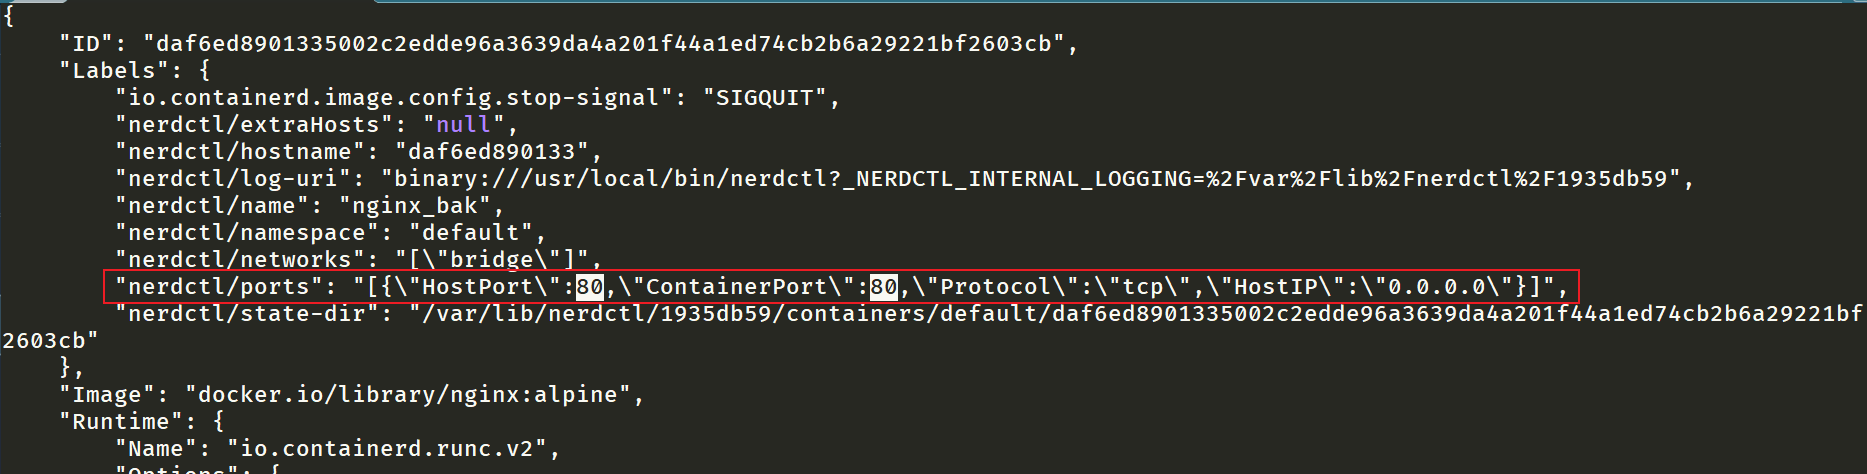 {
    "ID": "daf6ed8901335002c2edde96a3639da4a201f44a1ed74cb2b6a29221bf2603cb",
    "Labels": {
        "io.containerd.image.config.stop-signal": "SIGQUIT",
        "nerdctl/extraHosts": "null",
        "nerdctl/hostname": "daf6ed890133",
        "nerdctl/log-uri": "binary:///usr/local/bin/nerdctl?_NERDCTL_INTERNAL_LOGGING=%2Fvar%2Flib%2Fnerdctl%2F1935db59",
        "nerdctl/name": "nginx_bak",
        "nerdctl/namespace": "default",
        "nerdctl/networks": "[\"bridge\"]",
        "nerdctl/ports": "[{\"HostPort\":80,\"ContainerPort\":80,\"Protocol\":\"tcp\",\"HostIP\":\"0.0.0.0\"}]",
        "nerdctl/state-dir": "/var/lib/nerdctl/1935db59/containers/default/daf6ed8901335002c2edde96a3639da4a201f44a1ed74cb2b6a29221bf
2603cb"
    },
    "Image": "docker.io/library/nginx:alpine",
    "Runtime": {
        "Name": "io.containerd.runc.v2",
        "Options": {